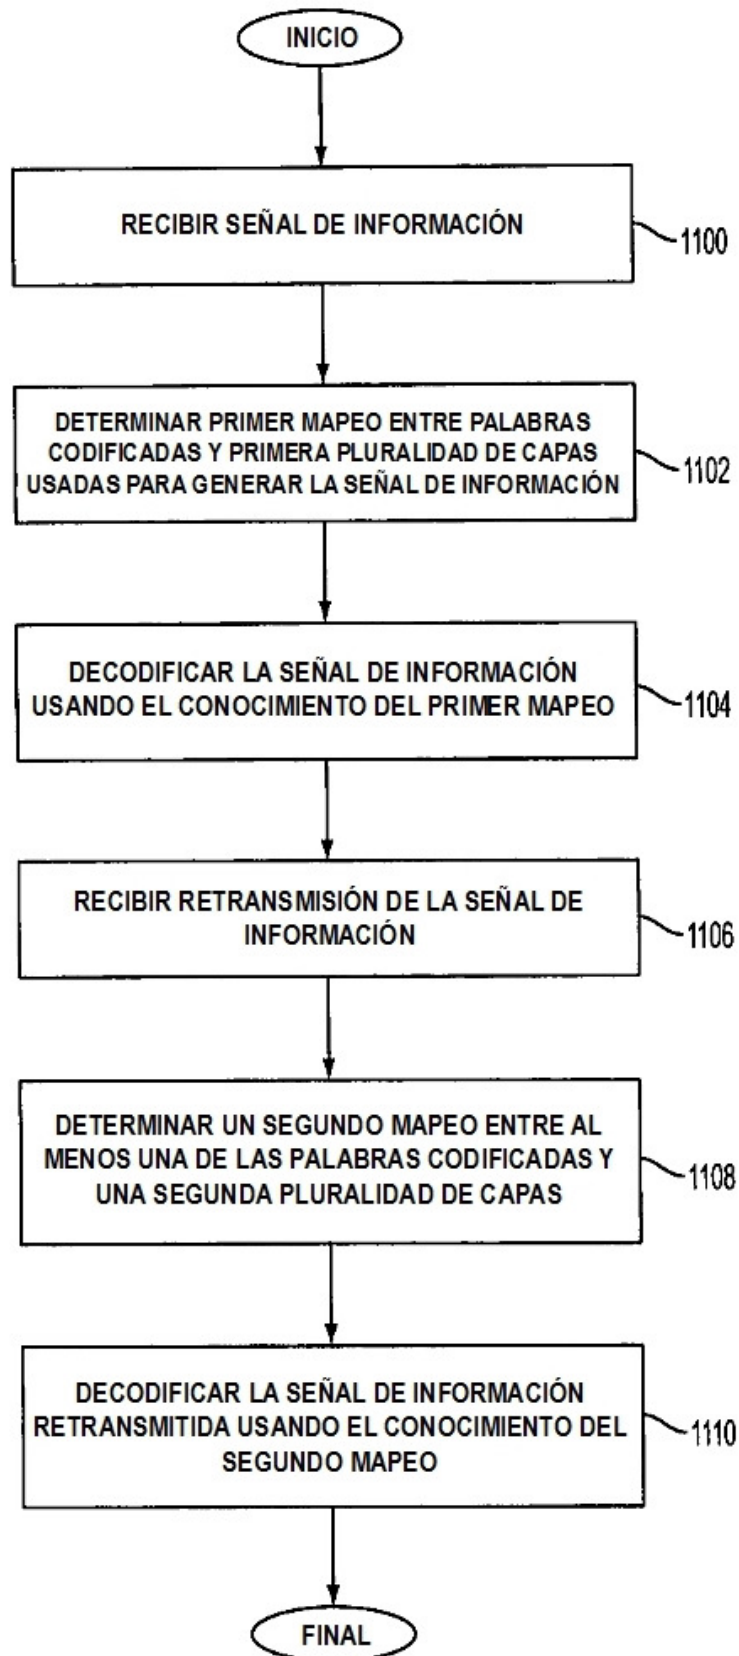 INICIO
RECIBIR SEÑAL DE INFORMACIÓN
1100
DETERMINAR PRIMER MAPEO ENTRE PALABRAS
CODIFICADAS Y PRIMERA PLURALIDAD DE CAPAS
USADAS PARA GENERAR LA SEÑAL DE INFORMACIÓN
1102
DECODIFICAR LA SEÑAL DE INFORMACIÓN
USANDO EL CONOCIMIENTO DEL PRIMER MAPEO
1104
RECIBIR RETRANSMISIÓN DE LA SEÑAL DE
INFORMACIÓN
1106
DETERMINAR UN SEGUNDO MAPEO ENTRE AL
MENOS UNA DE LAS PALABRAS CODIFICADAS Y
UNA SEGUNDA PLURALIDAD DE CAPAS
1108
DECODIFICAR LA SEÑAL DE INFORMACIÓN
RETRANSMITIDA USANDO EL CONOCIMIENTO DEL
SEGUNDO MAPEO
1110
FINAL